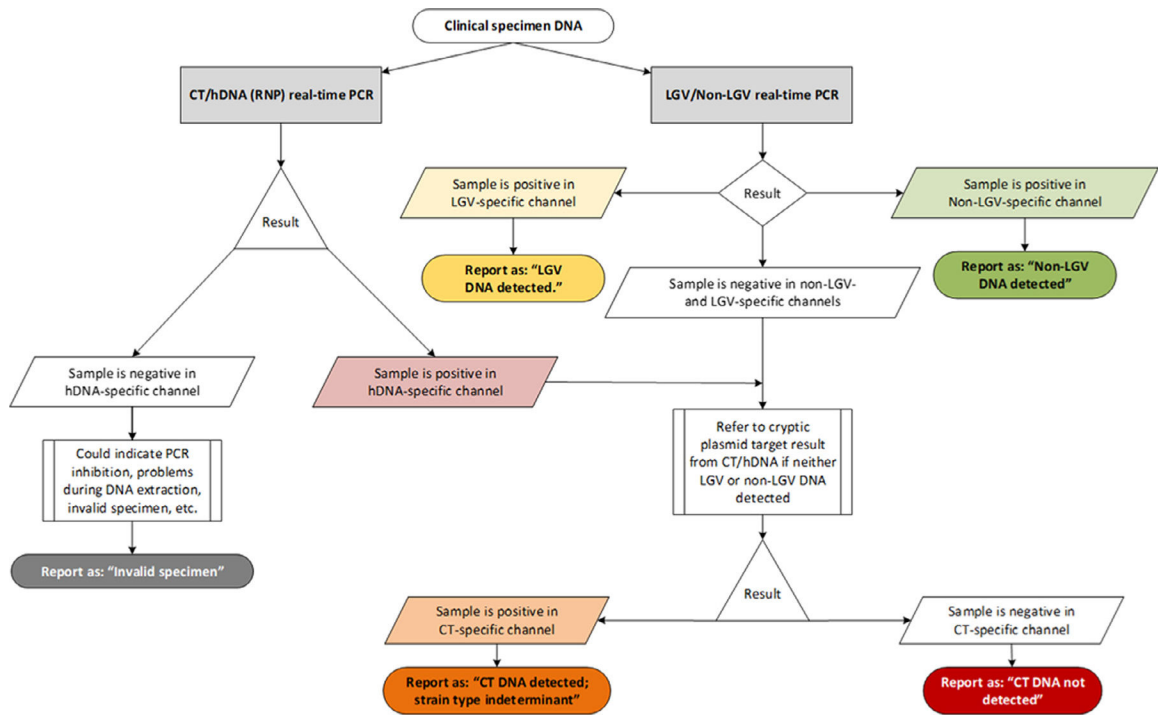 Clinical specimen DNA
CT/hDNA (RNP) real-time PCR
LGV/Non-LGV real-time PCR
Result
Sample is positive in
LGV-specific channel
Result
Sample is positive in
Non-LGV-specific channel
Report as: “LGV
DNA detected.”
Sample is negative in non-LGV-
and LGV-specific channels
Report as: “Non-LGV
DNA detected”
Sample is negative in
hDNA-specific channel
Sample is positive in
hDNA-specific channel
Could indicate PCR
inhibition, problems
during DNA extraction,
invalid specimen, etc.
Refer to cryptic
plasmid target result
from CT/hDNA if neither
LGV or non-LGV DNA
detected
Report as: “Invalid specimen”
Result
Sample is positive in
CT-specific channel
Sample is negative in
CT-specific channel
Report as: “CT DNA detected;
strain type indeterminant”
Report as: “CT DNA not
detected”